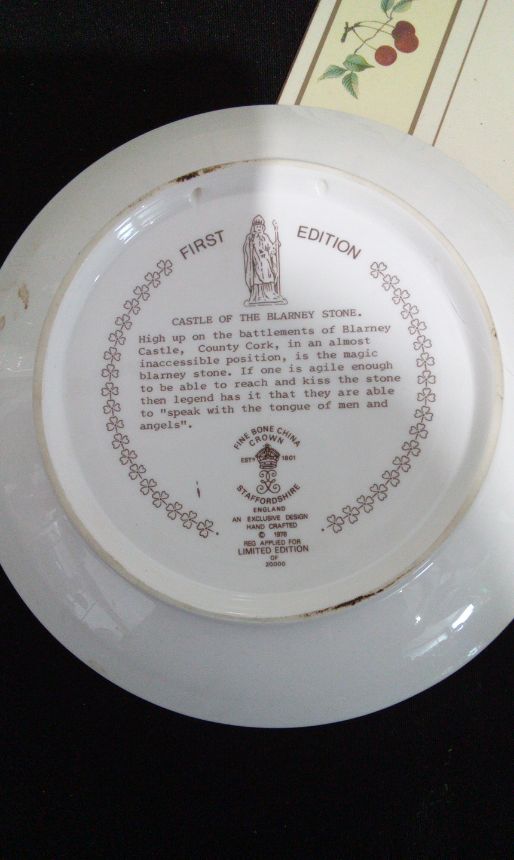 FIRST EDITION
CASTLE OF THE BLARNEY STONE.
High up on the battlements of Blarney
Castle, County Cork, in an almost
inaccessible position, is the magic
blarney stone. If one is agile enough
to be able to reach and kiss the stone
then legend has it that they are able
to "speak with the tongue of men and
angels".
FINE BONE CHINA
CROWN
ESTD 1801
STAFFORDSHIRE
ENGLAND
AN EXCLUSIVE DESIGN
HAND CRAFTED
© 1978
REG APPLIED FOR
LIMITED EDITION
OF
20000